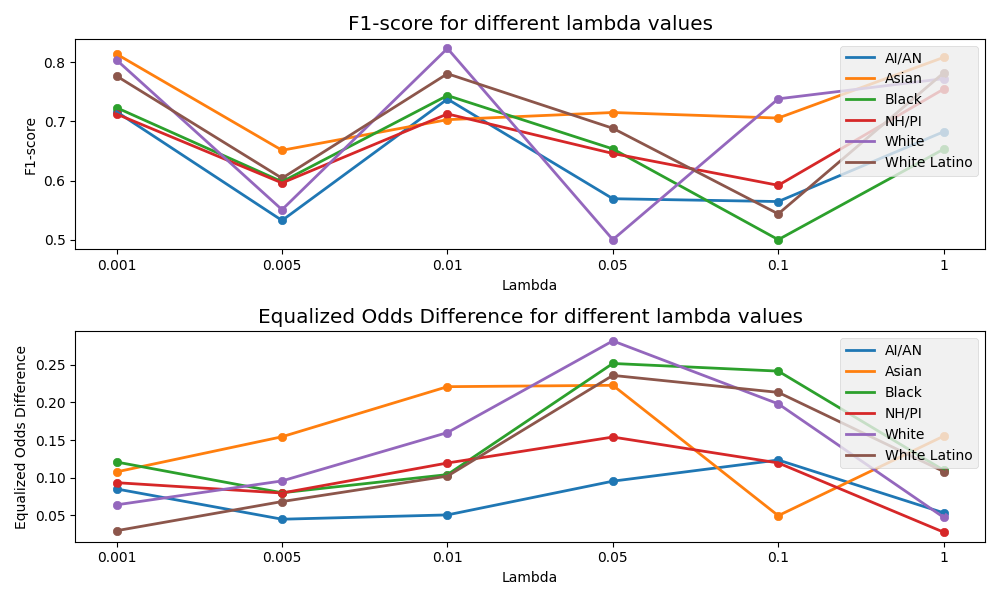 F1-score for different lambda values
0.8
0.7
0.6
0.5
F1-score
0.001 0.005 0.01 0.05 0.1 1
Lambda
AI/AN
Asian
Black
NH/PI
White
White Latino
Equalized Odds Difference for different lambda values
0.25
0.20
0.15
0.10
0.05
Equalized Odds Difference
0.001 0.005 0.01 0.05 0.1 1
Lambda
AI/AN
Asian
Black
NH/PI
White
White Latino